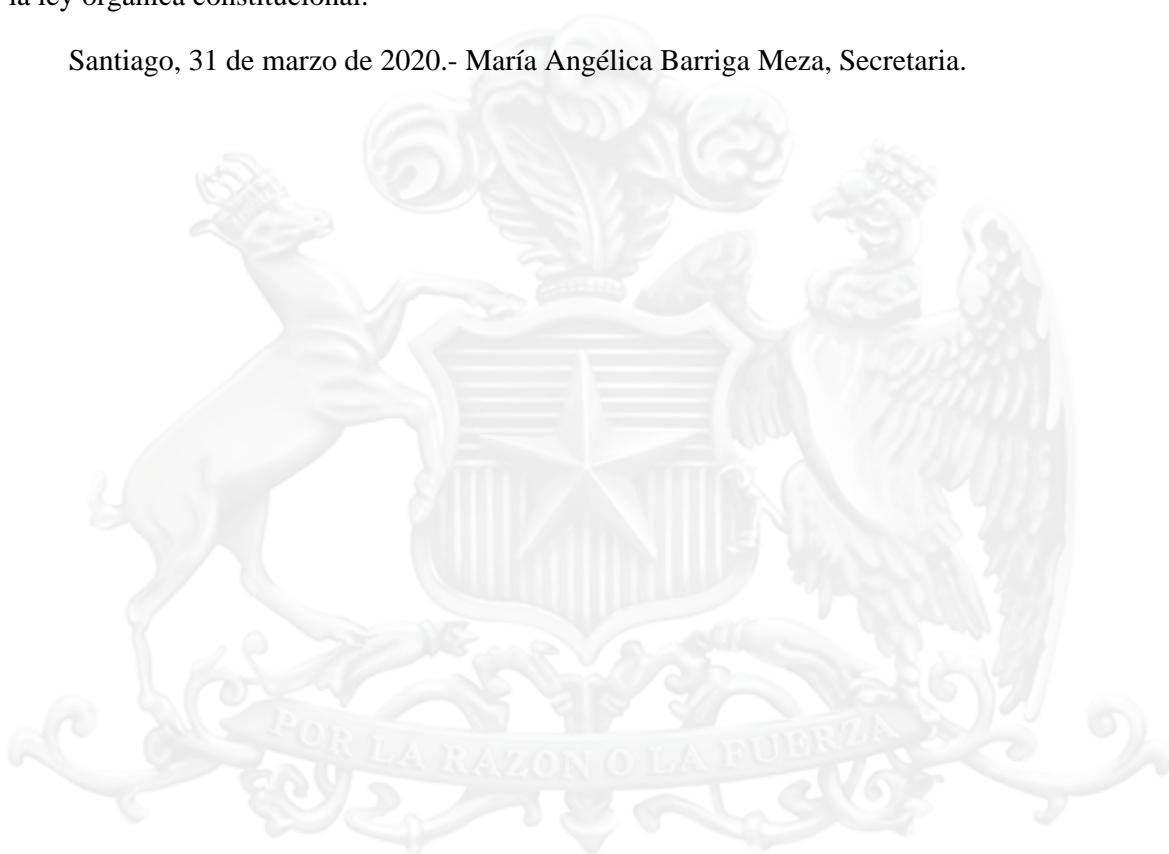 la ley orgánica constitucional.
Santiago, 31 de marzo de 2020.- María Angélica Barriga Meza, Secretaria.
POR LA RAZON O LA FUERZA